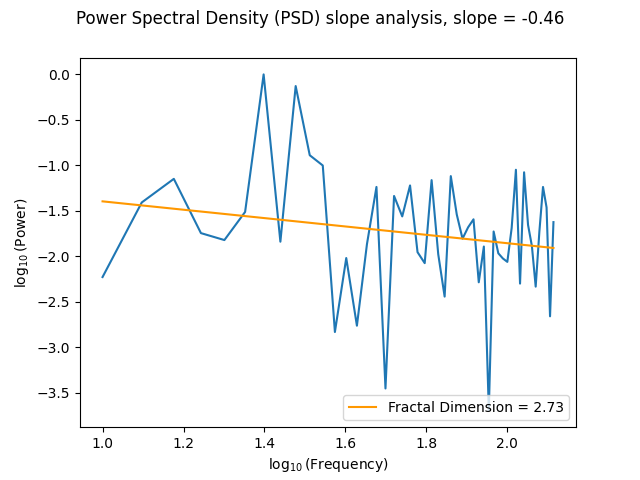 Power Spectral Density (PSD) slope analysis, slope = -0.46
0.0
−0.5
−1.0
−1.5
−2.0
−2.5
−3.0
−3.5
log₁₀(Power)
Fractal Dimension = 2.73
1.0 1.2 1.4 1.6 1.8 2.0
log₁₀(Frequency)